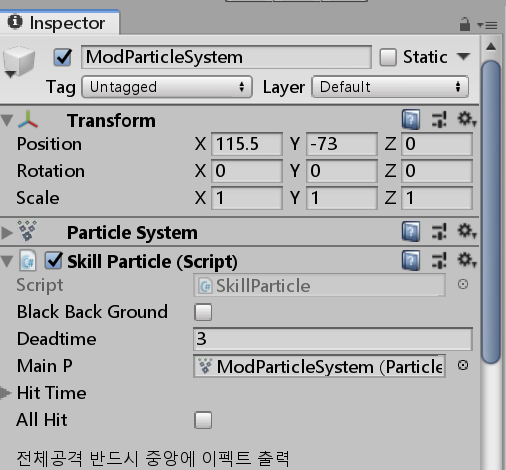 Inspector
ModParticleSystem Static
Tag Untagged Layer Default
Transform
Position X 115.5 Y -73 Z 0
Rotation X 0 Y 0 Z 0
Scale X 1 Y 1 Z 1
Particle System
Skill Particle (Script)
Script SkillParticle
Black Back Ground
Deadtime 3
Main P ModParticleSystem (Particle
Hit Time
All Hit
전체공격 반드시 중앙에 이펙트 출력